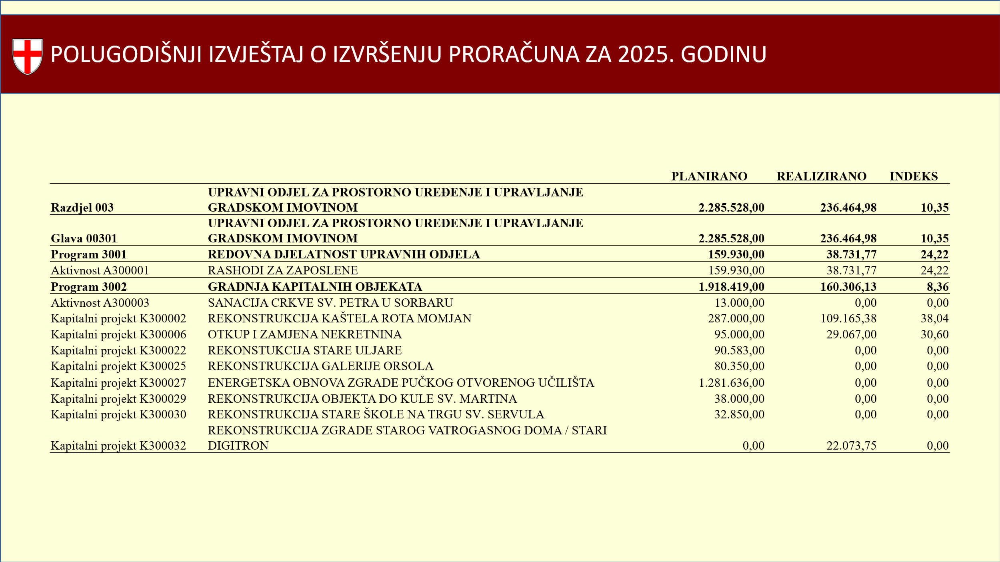 POLUGODIŠNJI IZVJEŠTAJ O IZVRŠENJU PRORAČUNA ZA 2025. GODINU
PLANIRANO REALIZIRANO INDEKS
UPRAVNI ODJEL ZA PROSTORNO UREĐENJE I UPRAVLJANJE
Razdjel 003 GRADSKOM IMOVINOM 2.285.528,00 236.464,98 10,35
UPRAVNI ODJEL ZA PROSTORNO UREĐENJE I UPRAVLJANJE
Glava 00301 GRADSKOM IMOVINOM 2.285.528,00 236.464,98 10,35
Program 3001 REDOVNA DJELATNOST UPRAVNIH ODJELA 159.930,00 38.731,77 24,22
Aktivnost A300001 RASHODI ZA ZAPOSLENE 159.930,00 38.731,77 24,22
Program 3002 GRADNJA KAPITALNIH OBJEKATA 1.918.419,00 160.306,13 8,36
Aktivnost A300003 SANACIJA CRKVE SV. PETRA U SORBARU 13.000,00 0,00 0,00
Kapitalni projekt K300002 REKONSTRUKCIJA KAŠTELA ROTA MOMJAN 287.000,00 109.165,38 38,04
Kapitalni projekt K300006 OTKUP I ZAMJENA NEKRETNINA 95.000,00 29.067,00 30,60
Kapitalni projekt K300022 REKONSTUKCIJA STARE ULJARE 90.583,00 0,00 0,00
Kapitalni projekt K300025 REKONSTRUKCIJA GALERIJE ORSOLA 80.350,00 0,00 0,00
Kapitalni projekt K300027 ENERGETSKA OBNOVA ZGRADE PUČKOG OTVORENOG UČILIŠTA 1.281.636,00 0,00 0,00
Kapitalni projekt K300029 REKONSTRUKCIJA OBJEKTA DO KULE SV. MARTINA 38.000,00 0,00 0,00
Kapitalni projekt K300030 REKONSTRUKCIJA STARE ŠKOLE NA TRGU SV. SERVULA 32.850,00 0,00 0,00
REKONSTRUKCIJA ZGRADE STAROG VATROGASNOG DOMA / STARI
Kapitalni projekt K300032 DIGITRON 0,00 22.073,75 0,00